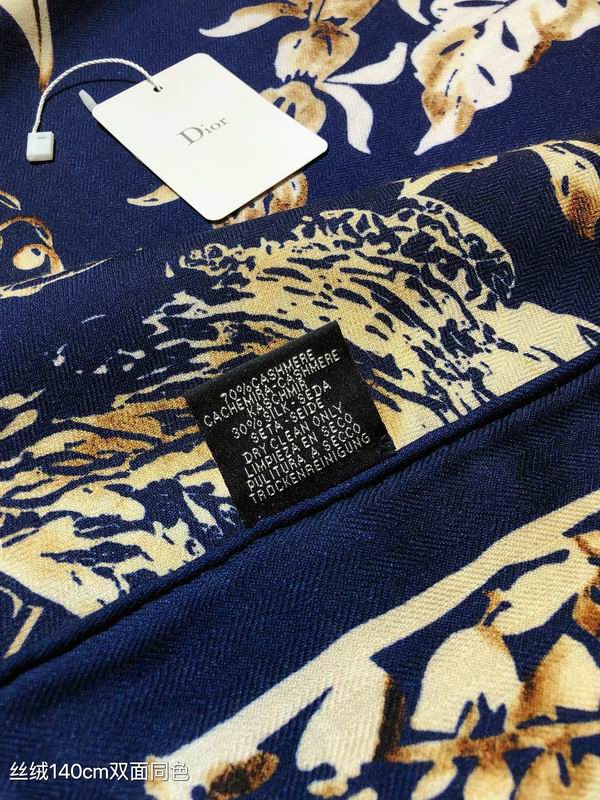 Dior
70%CASHMERE
CACHEMIRA-CASHMERE
KASCHMIR
30%SILK-SEDA
SETA-SEIDE
DRY CLEAN ONLY
LIMPIEZA EN SECO
PULITURA A SECCO
TROCKENREINIGUNG
丝绒140cm双面同色